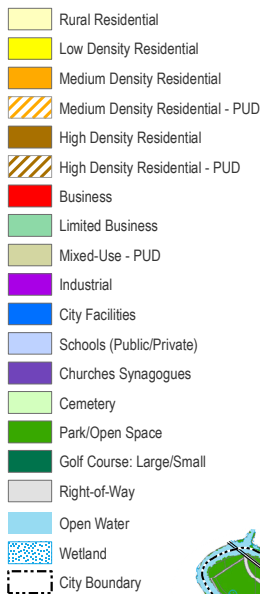 Rural Residential
Low Density Residential
Medium Density Residential
Medium Density Residential - PUD
High Density Residential
High Density Residential - PUD
Business
Limited Business
Mixed-Use - PUD
Industrial
City Facilities
Schools (Public/Private)
Churches Synagogues
Cemetery
Park/Open Space
Golf Course: Large/Small
Right-of-Way
Open Water
Wetland
City Boundary